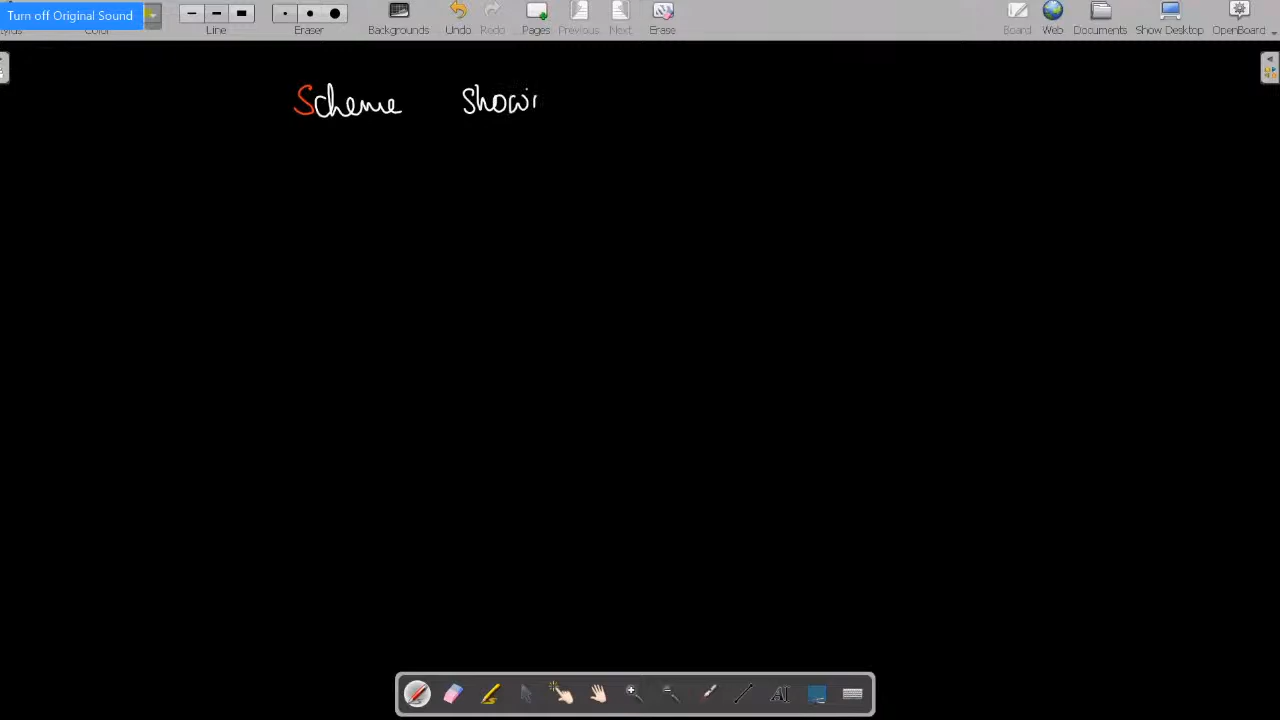 Turn off Original Sound
Color Line Eraser Backgrounds Undo Redo Pages Previous Next Erase Board Web Documents Show Desktop OpenBoard
Scheme Showi